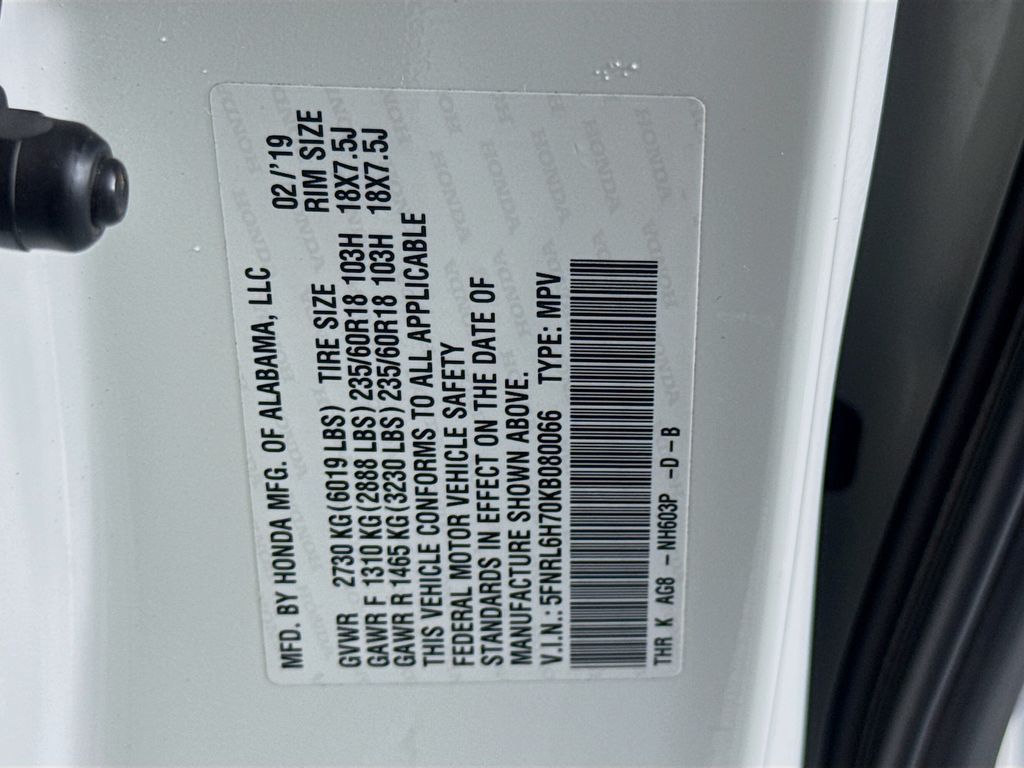 MFD. BY HONDA MFG. OF ALABAMA, LLC 02/'19
GVWR 2730 KG(6019 LBS) TIRE SIZE RIM SIZE
GAWR F 1310 KG(2888 LBS) 235/60R18 103H 18X7.5J
GAWR R 1465 KG(3230 LBS) 235/60R18 103H 18X7.5J
THIS VEHICLE CONFORMS TO ALL APPLICABLE
FEDERAL MOTOR VEHICLE SAFETY
STANDARDS IN EFFECT ON THE DATE OF
MANUFACTURE SHOWN ABOVE.
V.I.N.: 5FNRL6H70KB080066 TYPE: MPV
THR K AG8 -NH603P -D-B